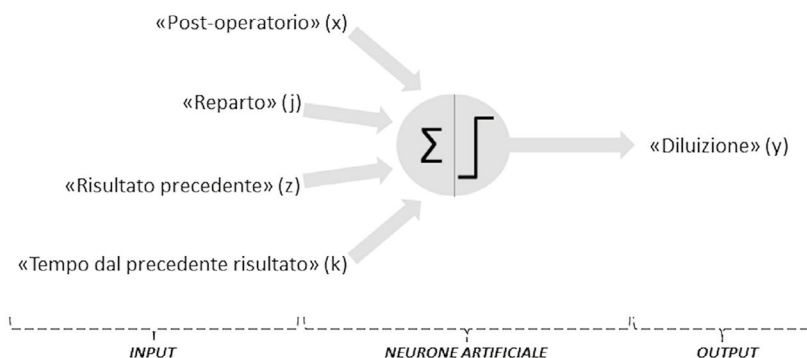 «Post-operatorio» (x)
«Reparto» (j)
«Risultato precedente» (z)
«Tempo dal precedente risultato» (k)
Σ
«Diluizione» (y)
INPUT
NEURONE ARTIFICIALE
OUTPUT